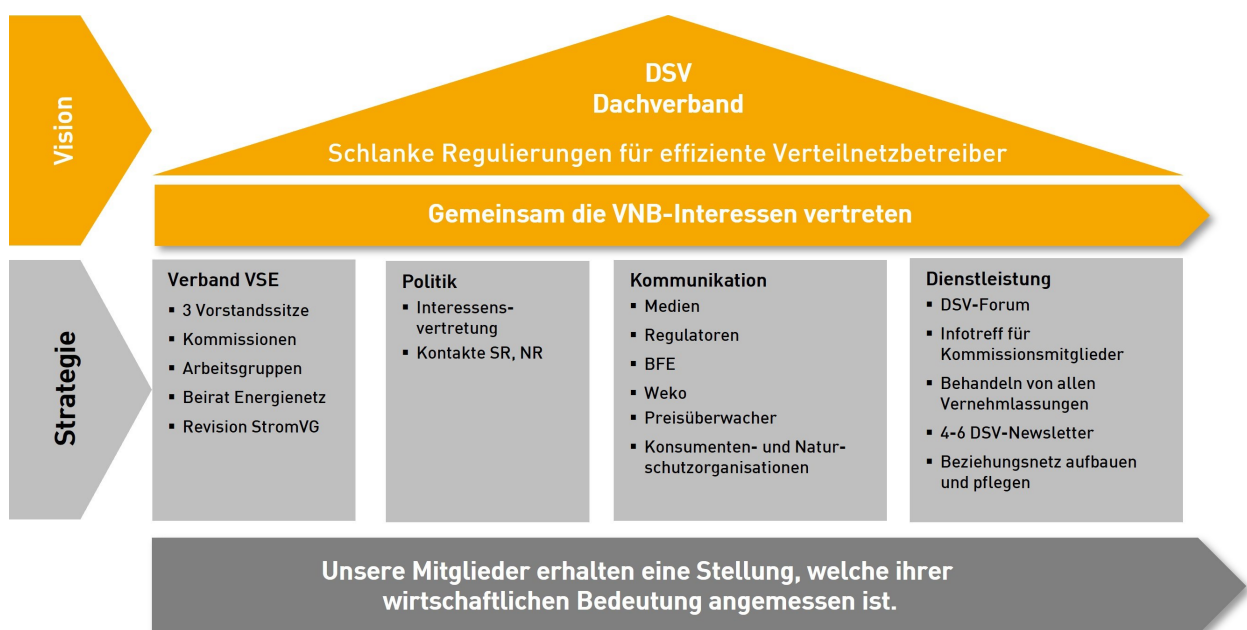 Vision
DSV
Dachverband
Schlanke Regulierungen für effiziente Verteilnetzbetreiber
Gemeinsam die VNB-Interessen vertreten
Strategie
Verband VSE
▪ 3 Vorstandssitze
▪ Kommissionen
▪ Arbeitsgruppen
▪ Beirat Energienetz
▪ Revision StromVG
Politik
▪ Interessens-
vertretung
▪ Kontakte SR, NR
Kommunikation
▪ Medien
▪ Regulatoren
▪ BFE
▪ Weko
▪ Preisüberwacher
▪ Konsumenten- und Natur-
schutzorganisationen
Dienstleistung
▪ DSV-Forum
▪ Infotreff für
Kommissionsmitglieder
▪ Behandeln von allen
Vernehmlassungen
▪ 4-6 DSV-Newsletter
▪ Beziehungsnetz aufbauen
und pflegen
Unsere Mitglieder erhalten eine Stellung, welche ihrer
wirtschaftlichen Bedeutung angemessen ist.